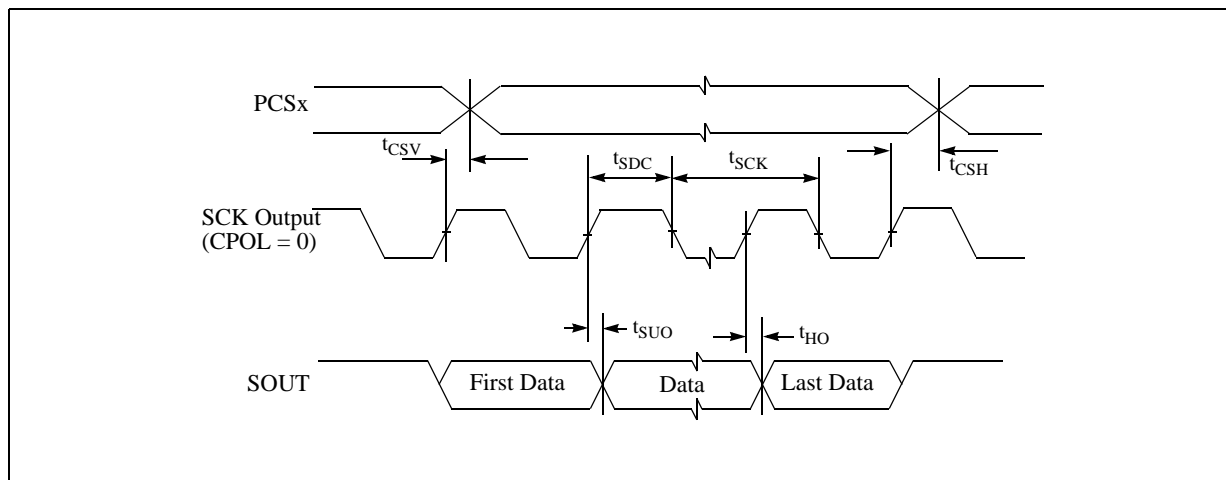 PCSx
tCSV
tSDC
tSCK
tCSH
SCK Output
(CPOL = 0)
tSUO
tHO
SOUT
First Data
Data
Last Data